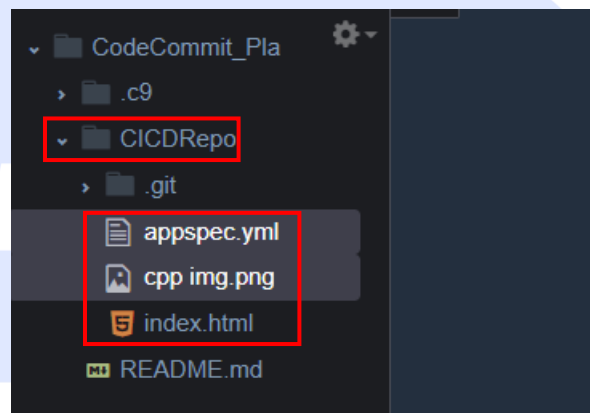 CodeCommit_Pla
.c9
CICDRepo
.git
appspec.yml
cpp img.png
index.html
README.md